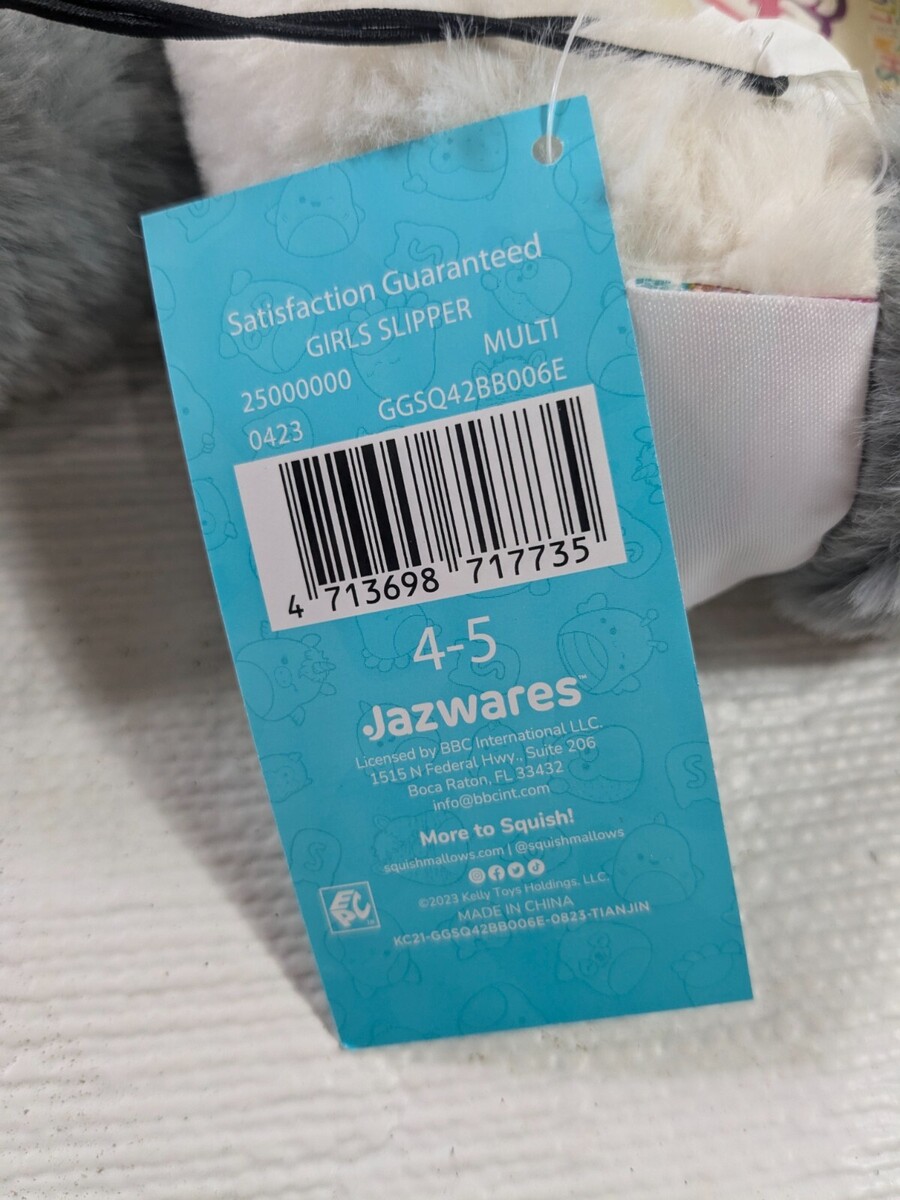 Satisfaction Guaranteed
GIRLS SLIPPER
25000000 MULTI
0423 GGSQ42BB006E
4 713698 717735
4-5
Jazwares™
Licensed by BBC International LLC.
1515 N Federal Hwy., Suite 206
Boca Raton, FL 33432
info@bbcint.com
More to Squish!
squishmallows.com | @squishmallows
©2023 Kelly Toys Holdings, LLC.
MADE IN CHINA
KC21-GGSQ42BB006E-0823-TIANJIN